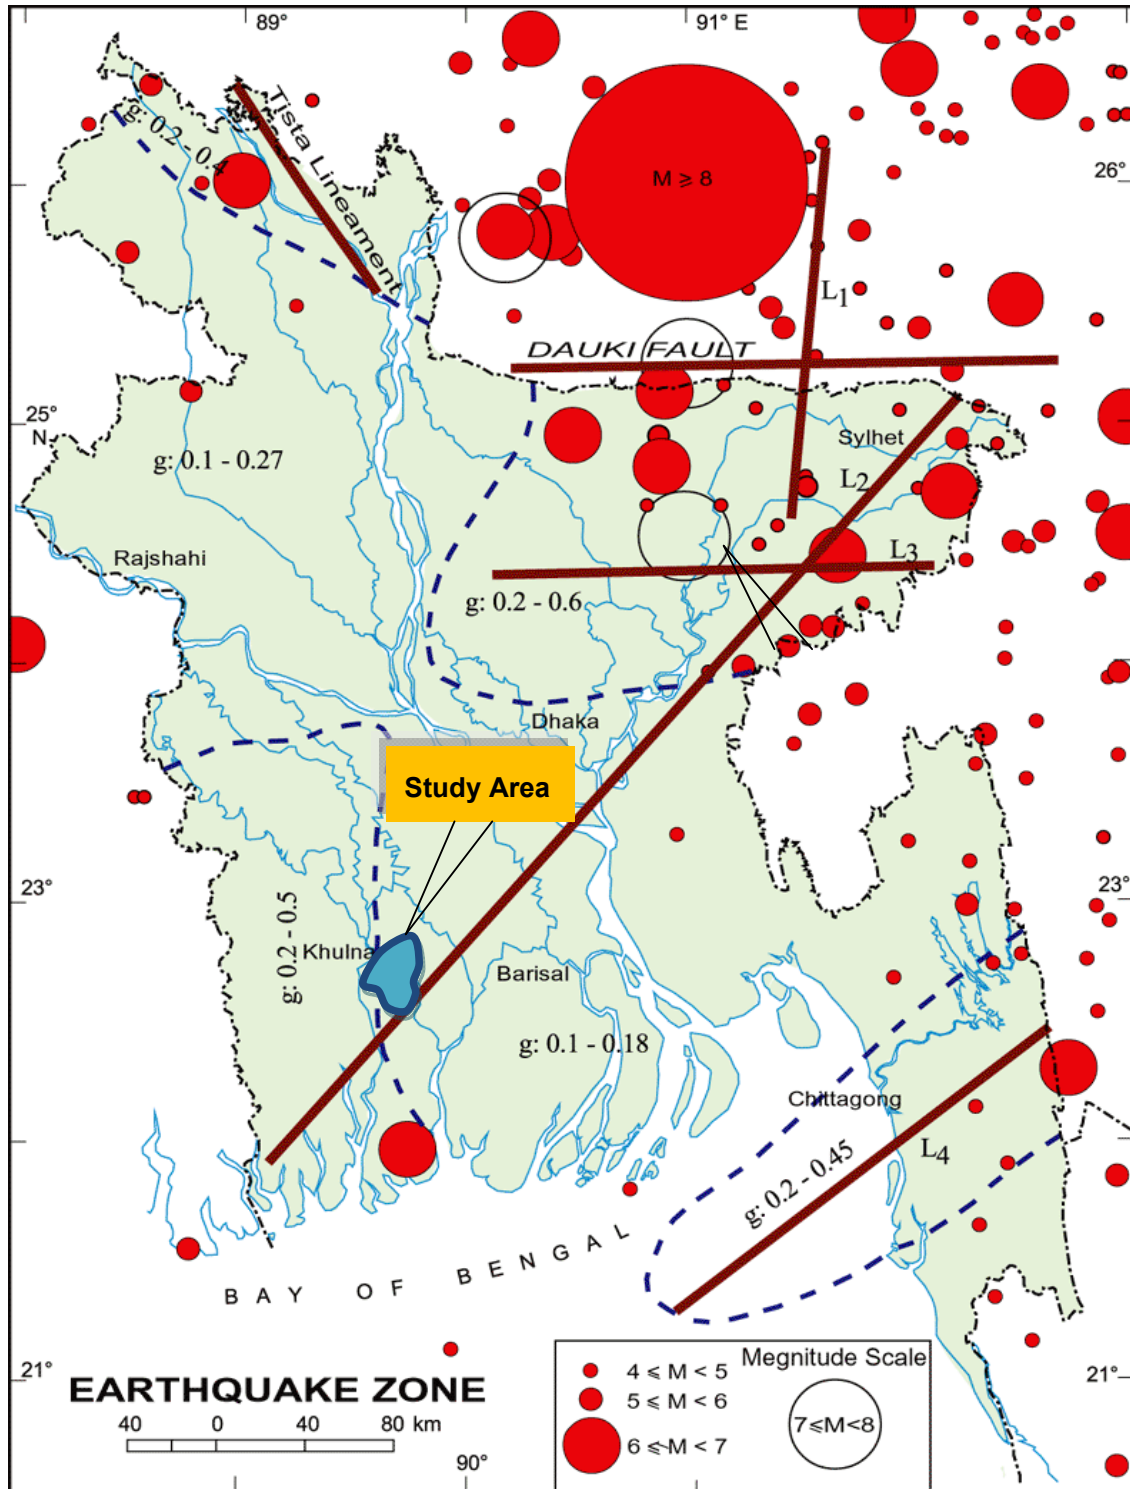 89°
91° E
Tista Lineament
g: 0.2 - 0.4
M ⩾ 8
26°
L1
DAUKI FAULT
25°
N
Sylhet
g: 0.1 - 0.27
L2
Rajshahi
L3
g: 0.2 - 0.6
Dhaka
Study Area
23°
23°
g: 0.2 - 0.5
Khulna
Barisal
g: 0.1 - 0.18
Chittagong
L4
g: 0.2 - 0.45
BAY OF BENGAL
21°
21°
EARTHQUAKE ZONE
40 0 40 80 km
90°
Megnitude Scale
4 ⩽ M < 5
5 ⩽ M < 6
6 ⩽ M < 7
7⩽M<8